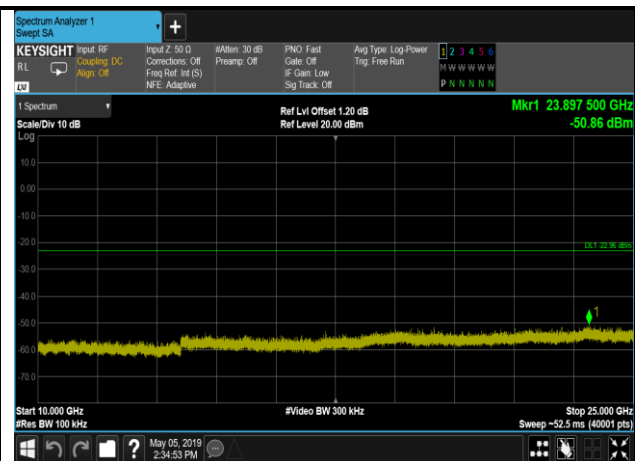 Spectrum Analyzer 1
Swept SA
+
KEYSIGHT
RL
LXI
Input: RF
Coupling: DC
Align: Off
Input Z: 50 Ω
Corrections: Off
Freq Ref: Int (S)
NFE: Adaptive
#Atten: 30 dB
Preamp: Off
PNO: Fast
Gate: Off
IF Gain: Low
Sig Track: Off
Avg Type: Log-Power
Trig: Free Run
1 2 3 4 5 6
M W W W W W
P N N N N N
1 Spectrum
Scale/Div 10 dB
Log
Ref Lvl Offset 1.20 dB
Ref Level 20.00 dBm
Mkr1 23.897 500 GHz
-50.86 dBm
10.0
0.00
-10.0
-20.0
-30.0
-40.0
-50.0
-60.0
-70.0
DL1 -22.96 dBm
1
Start 10.000 GHz
#Res BW 100 kHz
#Video BW 300 kHz
Stop 25.000 GHz
Sweep ~52.5 ms (40001 pts)
?
May 05, 2019
2:34:53 PM